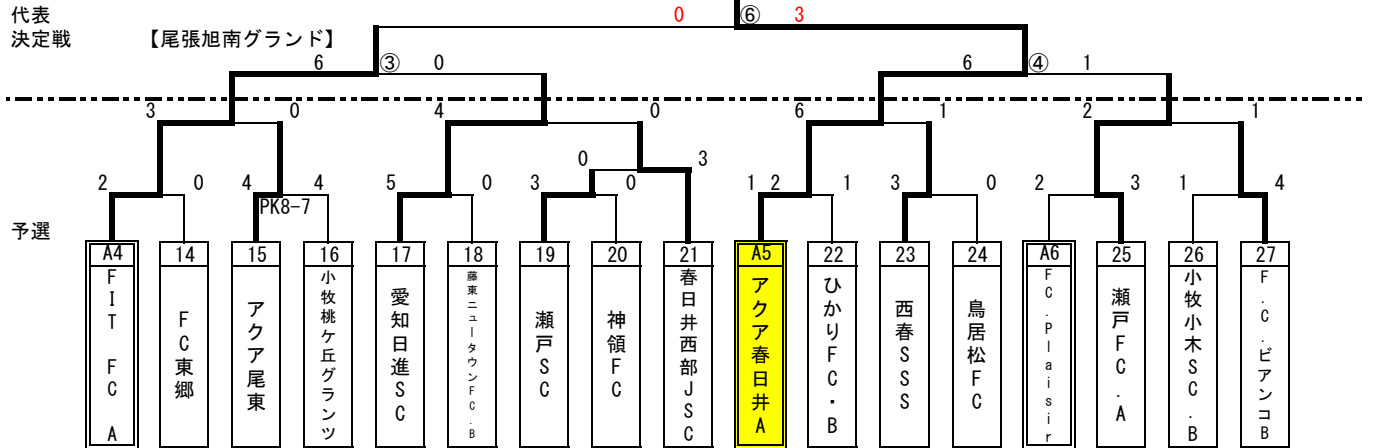 代表
0 ⑥ 3
決定戦 【尾張旭南グランド】
6 ③ 0 6 ④ 1
3 0 4 0 6 1 2 1
0 3
2 0 4 4 5 0 3 0 1 2 1 3 0 2 3 1 4
PK8-7
予選
A4 14 15 16 17 18 19 20 21 A5 22 23 24 A6 25 26 27
FIT FC A
FC東郷
アクア尾東
小牧桃ケ丘グランツ
愛知日進SC
藤東ニュータウンFC.B
瀬戸SC
神領FC
春日井西部JSC
アクア春日井A
ひかりFC・B
西春SSS
鳥居松FC
FC.Plaisir
瀬戸FC.A
小牧小木SC.B
F.C.ビアンコB